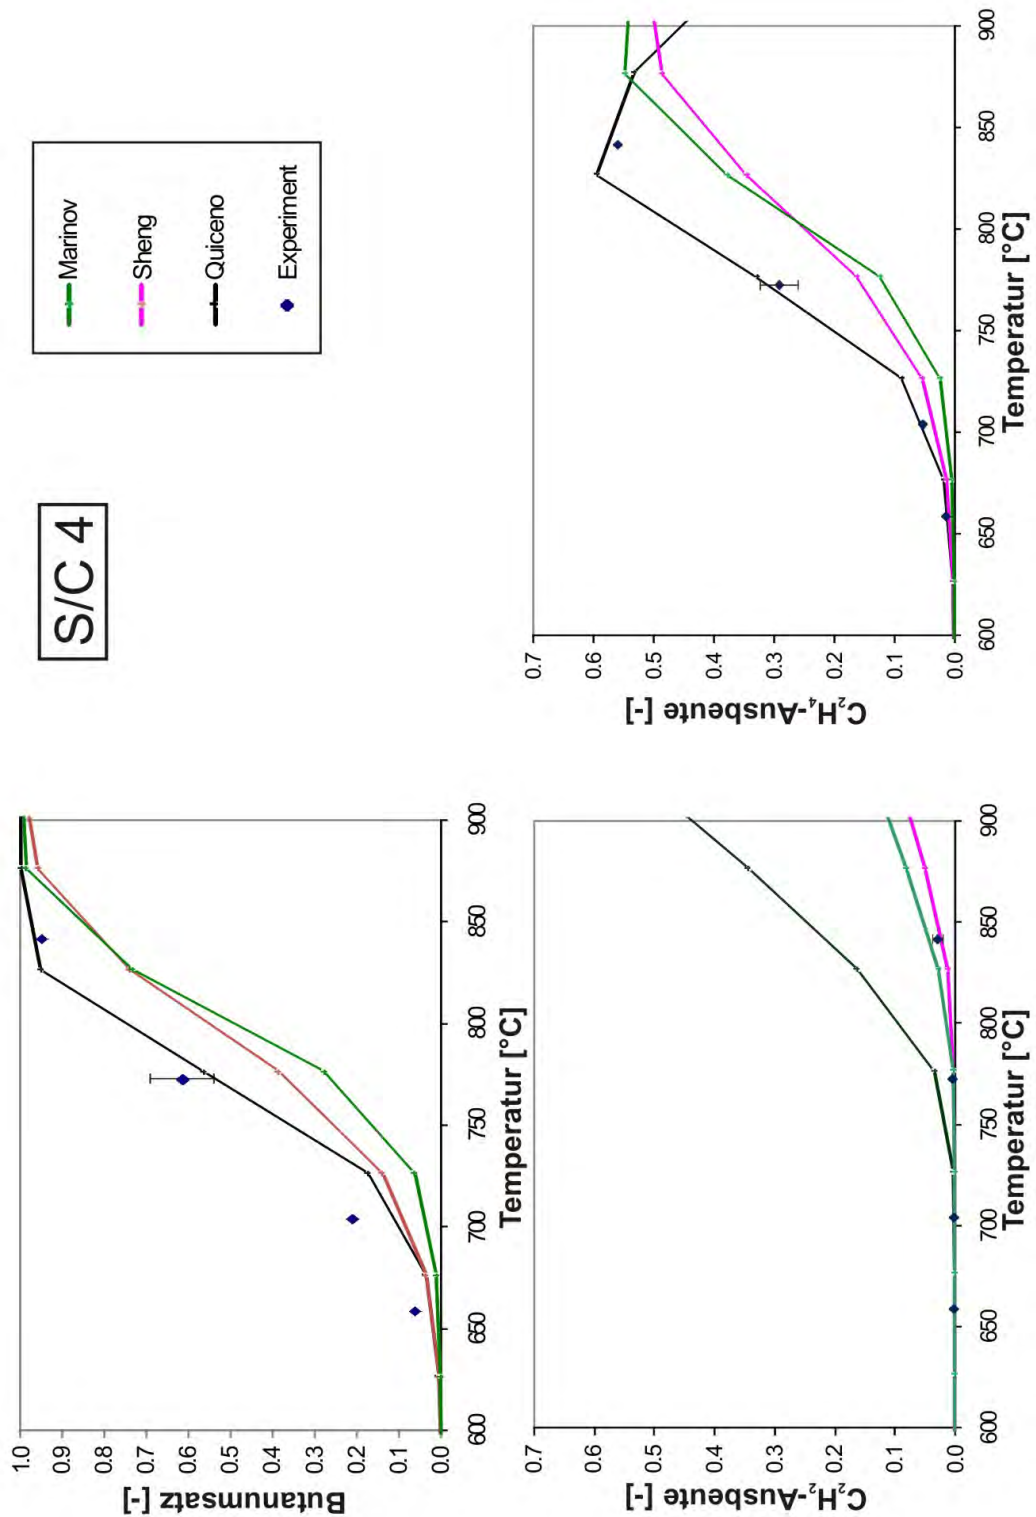 S/C 4
Marinov
Sheng
Quiceno
Experiment
Butanumsatz [-]
1.0
0.9
0.8
0.7
0.6
0.5
0.4
0.3
0.2
0.1
0.0
600 650 700 750 800 850 900
Temperatur [°C]
C₂H₂-Ausbeute [-]
0.7
0.6
0.5
0.4
0.3
0.2
0.1
0.0
600 650 700 750 800 850 900
Temperatur [°C]
C₂H₄-Ausbeute [-]
0.7
0.6
0.5
0.4
0.3
0.2
0.1
0.0
600 650 700 750 800 850 900
Temperatur [°C]